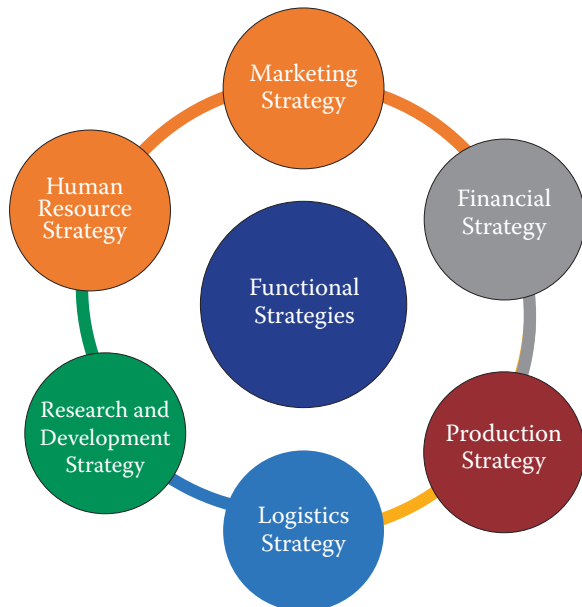 Marketing
Strategy
Financial
Strategy
Production
Strategy
Logistics
Strategy
Research and
Development
Strategy
Human
Resource
Strategy
Functional
Strategies